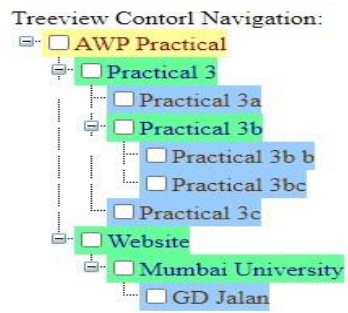 Treeview Contorl Navigation:
AWP Practical
Practical 3
Practical 3a
Practical 3b
Practical 3b b
Practical 3bc
Practical 3c
Website
Mumbai University
GD Jalan